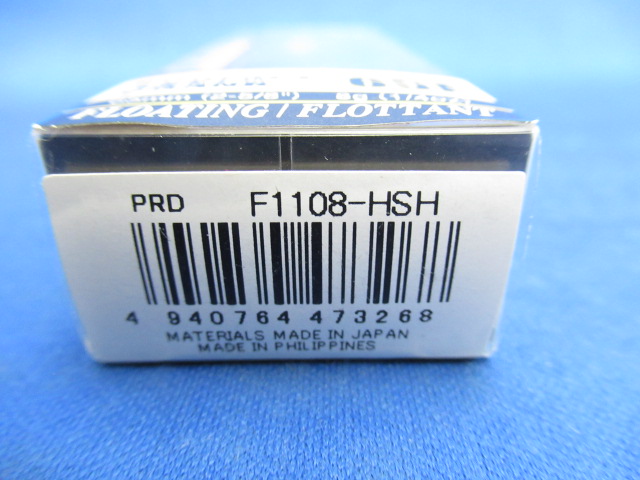 FLOATING / FLOTTANT
PRD F1108-HSH
4 940764 473268
MATERIALS MADE IN JAPAN
MADE IN PHILIPPINES